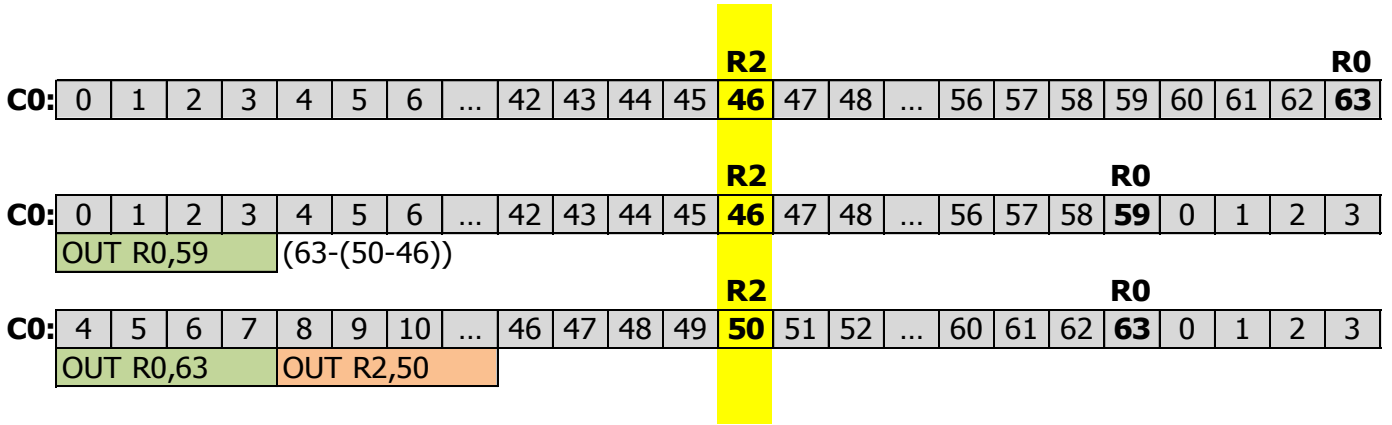 R2 R0
C0: 0 1 2 3 4 5 6 ... 42 43 44 45 46 47 48 ... 56 57 58 59 60 61 62 63
R2 R0
C0: 0 1 2 3 4 5 6 ... 42 43 44 45 46 47 48 ... 56 57 58 59 0 1 2 3
OUT R0,59 (63-(50-46))
R2 R0
C0: 4 5 6 7 8 9 10 ... 46 47 48 49 50 51 52 ... 60 61 62 63 0 1 2 3
OUT R0,63 OUT R2,50